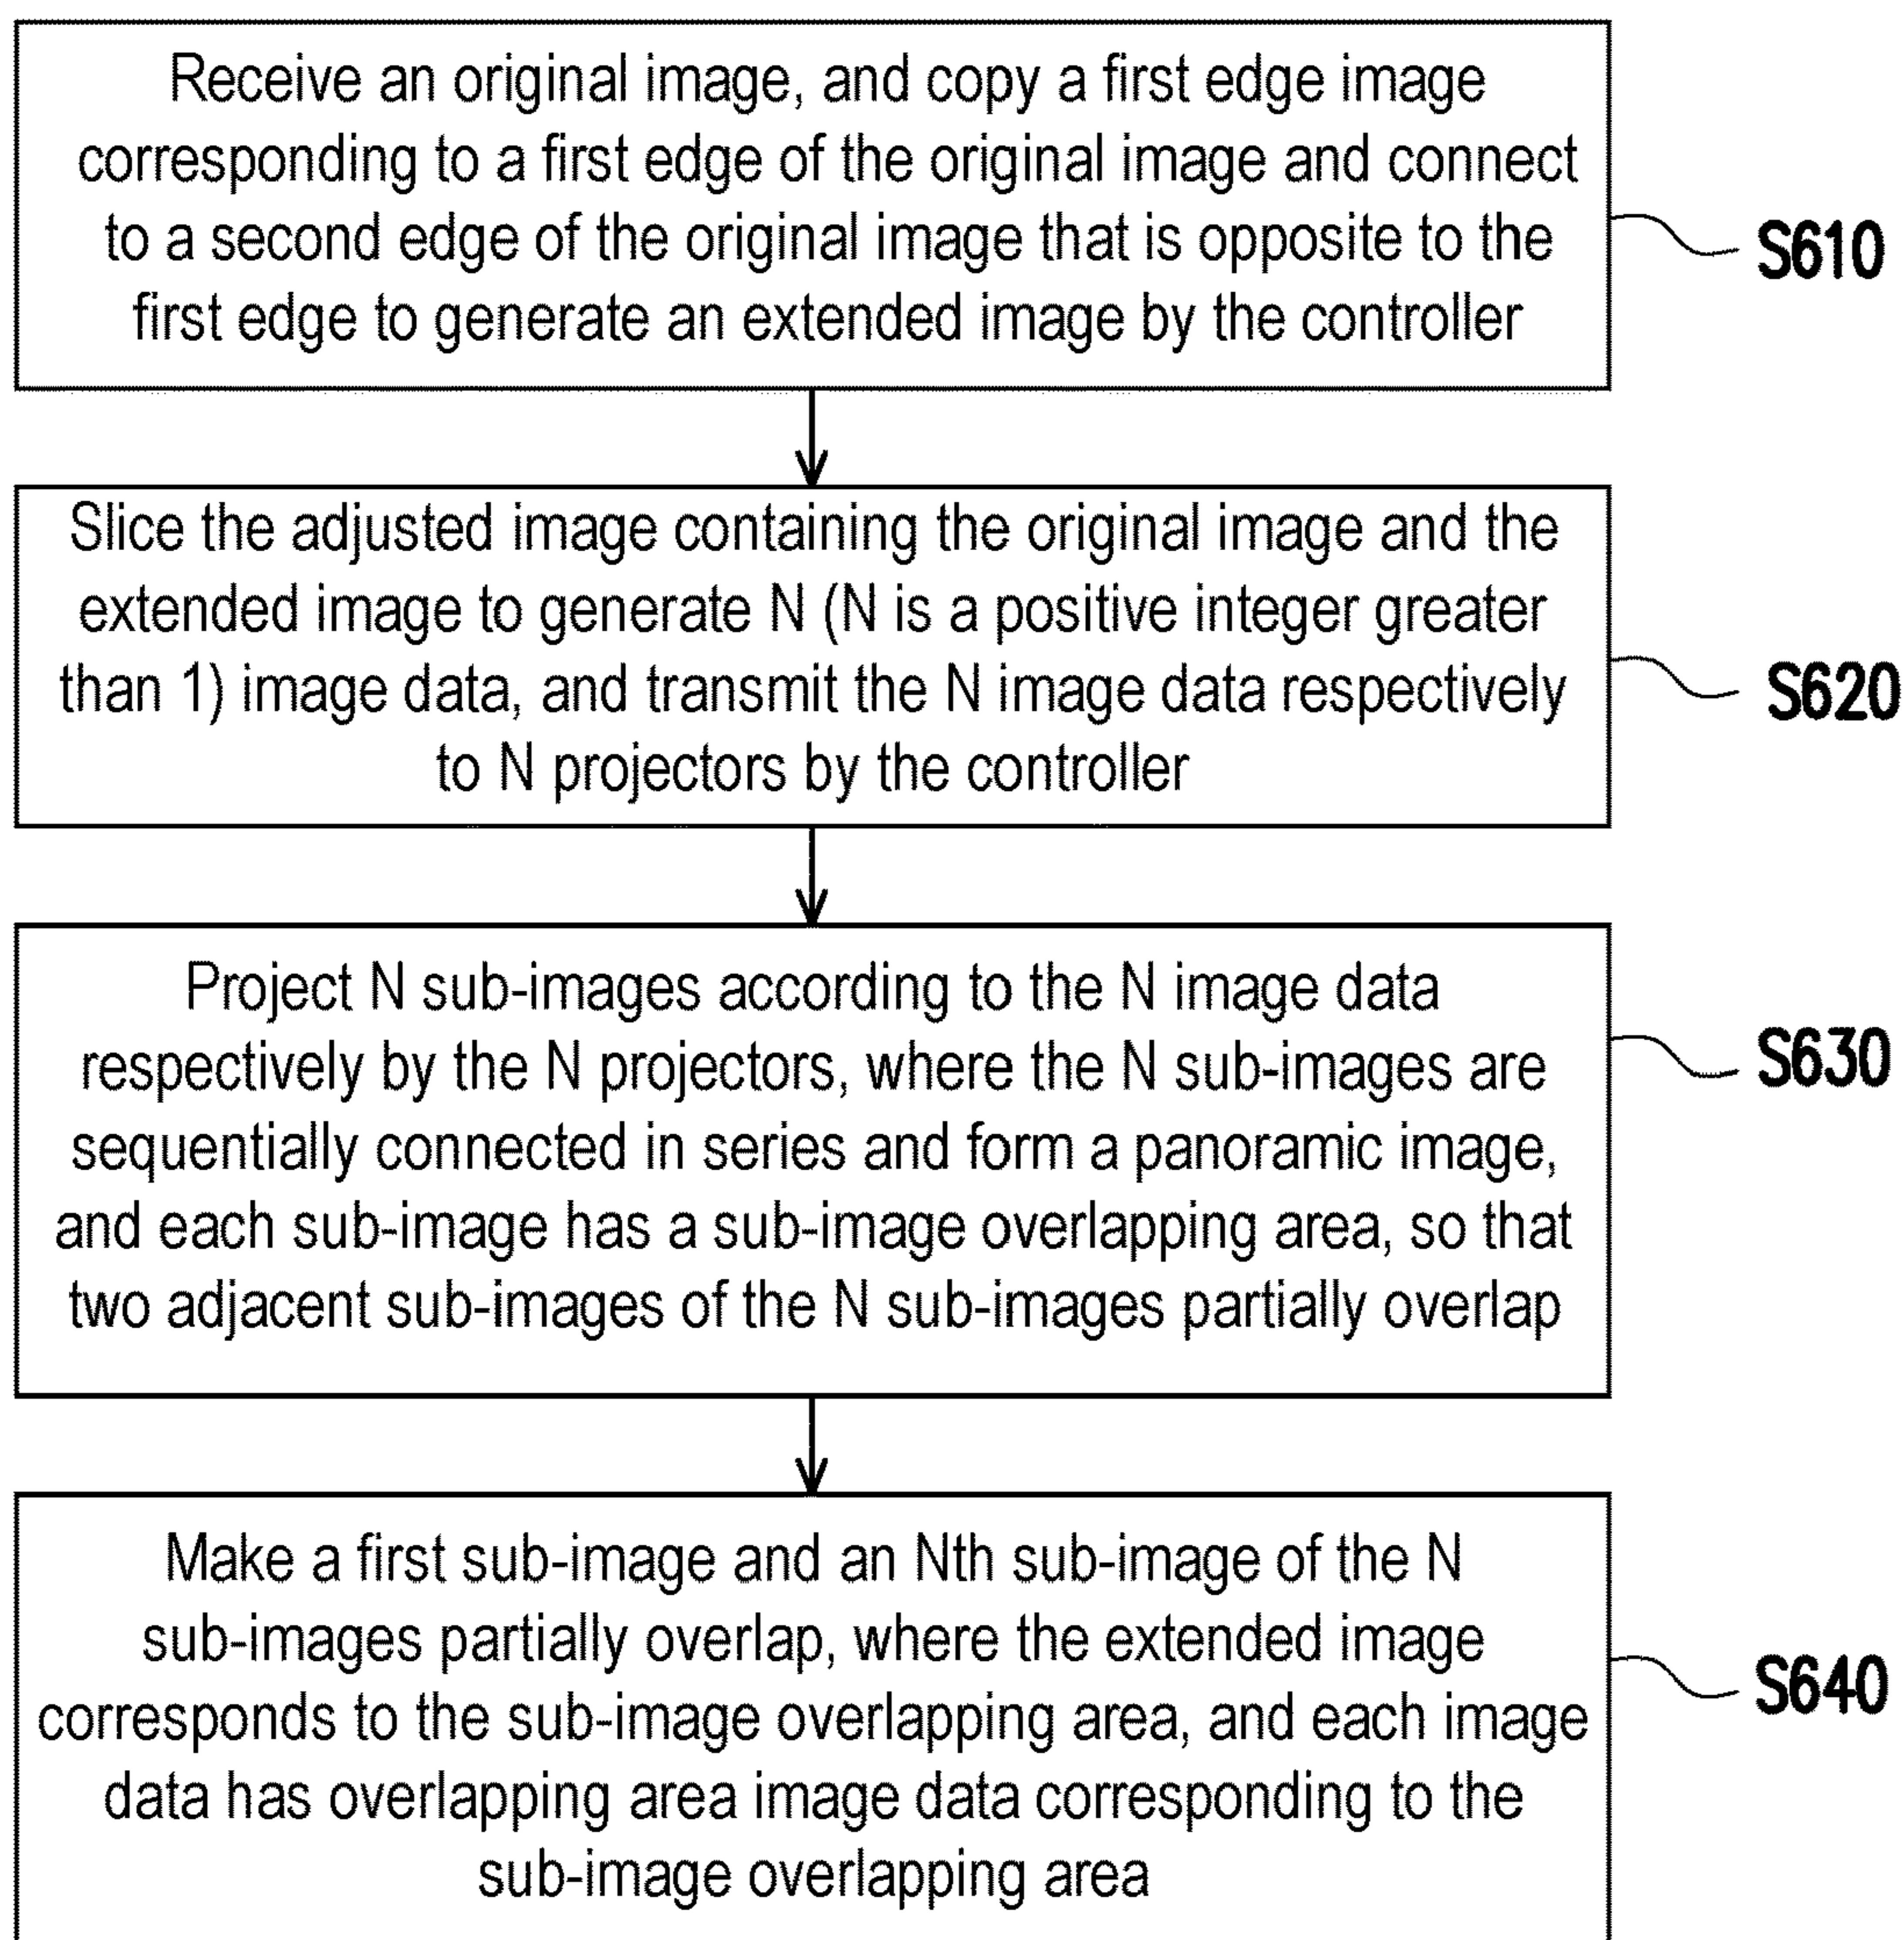 Receive an original image, and copy a first edge image
corresponding to a first edge of the original image and connect
to a second edge of the original image that is opposite to the
first edge to generate an extended image by the controller
S610
Slice the adjusted image containing the original image and the
extended image to generate N (N is a positive integer greater
than 1) image data, and transmit the N image data respectively
to N projectors by the controller
S620
Project N sub-images according to the N image data
respectively by the N projectors, where the N sub-images are
sequentially connected in series and form a panoramic image,
and each sub-image has a sub-image overlapping area, so that
two adjacent sub-images of the N sub-images partially overlap
S630
Make a first sub-image and an Nth sub-image of the N
sub-images partially overlap, where the extended image
corresponds to the sub-image overlapping area, and each image
data has overlapping area image data corresponding to the
sub-image overlapping area
S640